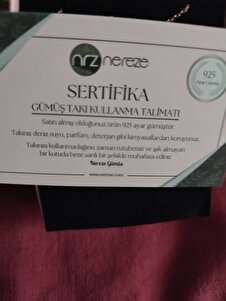 nrz nereze
925
Ayar Gümüş
SERTİFİKA
GÜMÜŞ TAKI KULLANMA TALİMATI
Satın almış olduğunuz ürün 925 ayar gümüştür.
Takınızı deniz suyu, parfüm, deterjan gibi kimyasallardan koruyunuz.
Takınızı kullanmadığınız zaman rutubetsiz ve ışık almayan
bir kutuda beze sarılı bir şekilde muhafaza ediniz
Nereze Gümüş
www.nereze.com